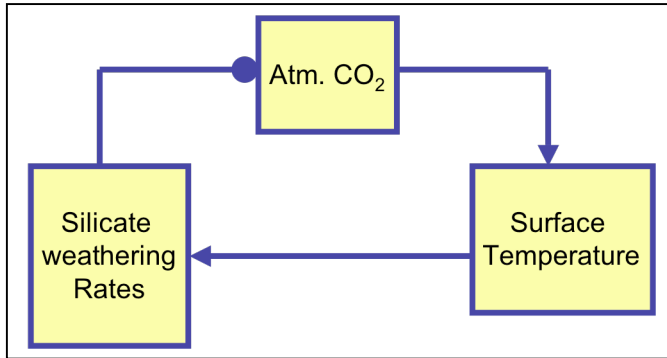 Atm. CO₂
Silicate
weathering
Rates
Surface
Temperature